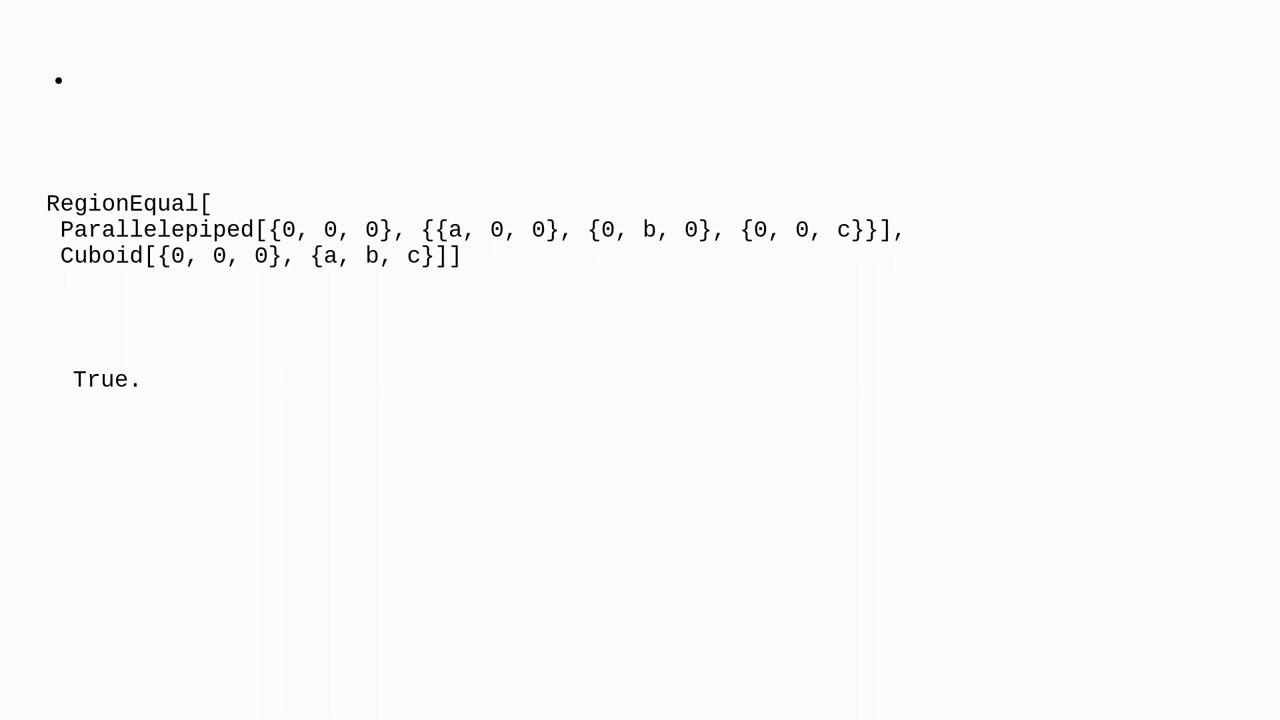 •
RegionEqual[
Parallelepiped[{0, 0, 0}, {{a, 0, 0}, {0, b, 0}, {0, 0, c}}],
Cuboid[{0, 0, 0}, {a, b, c}]]
True.